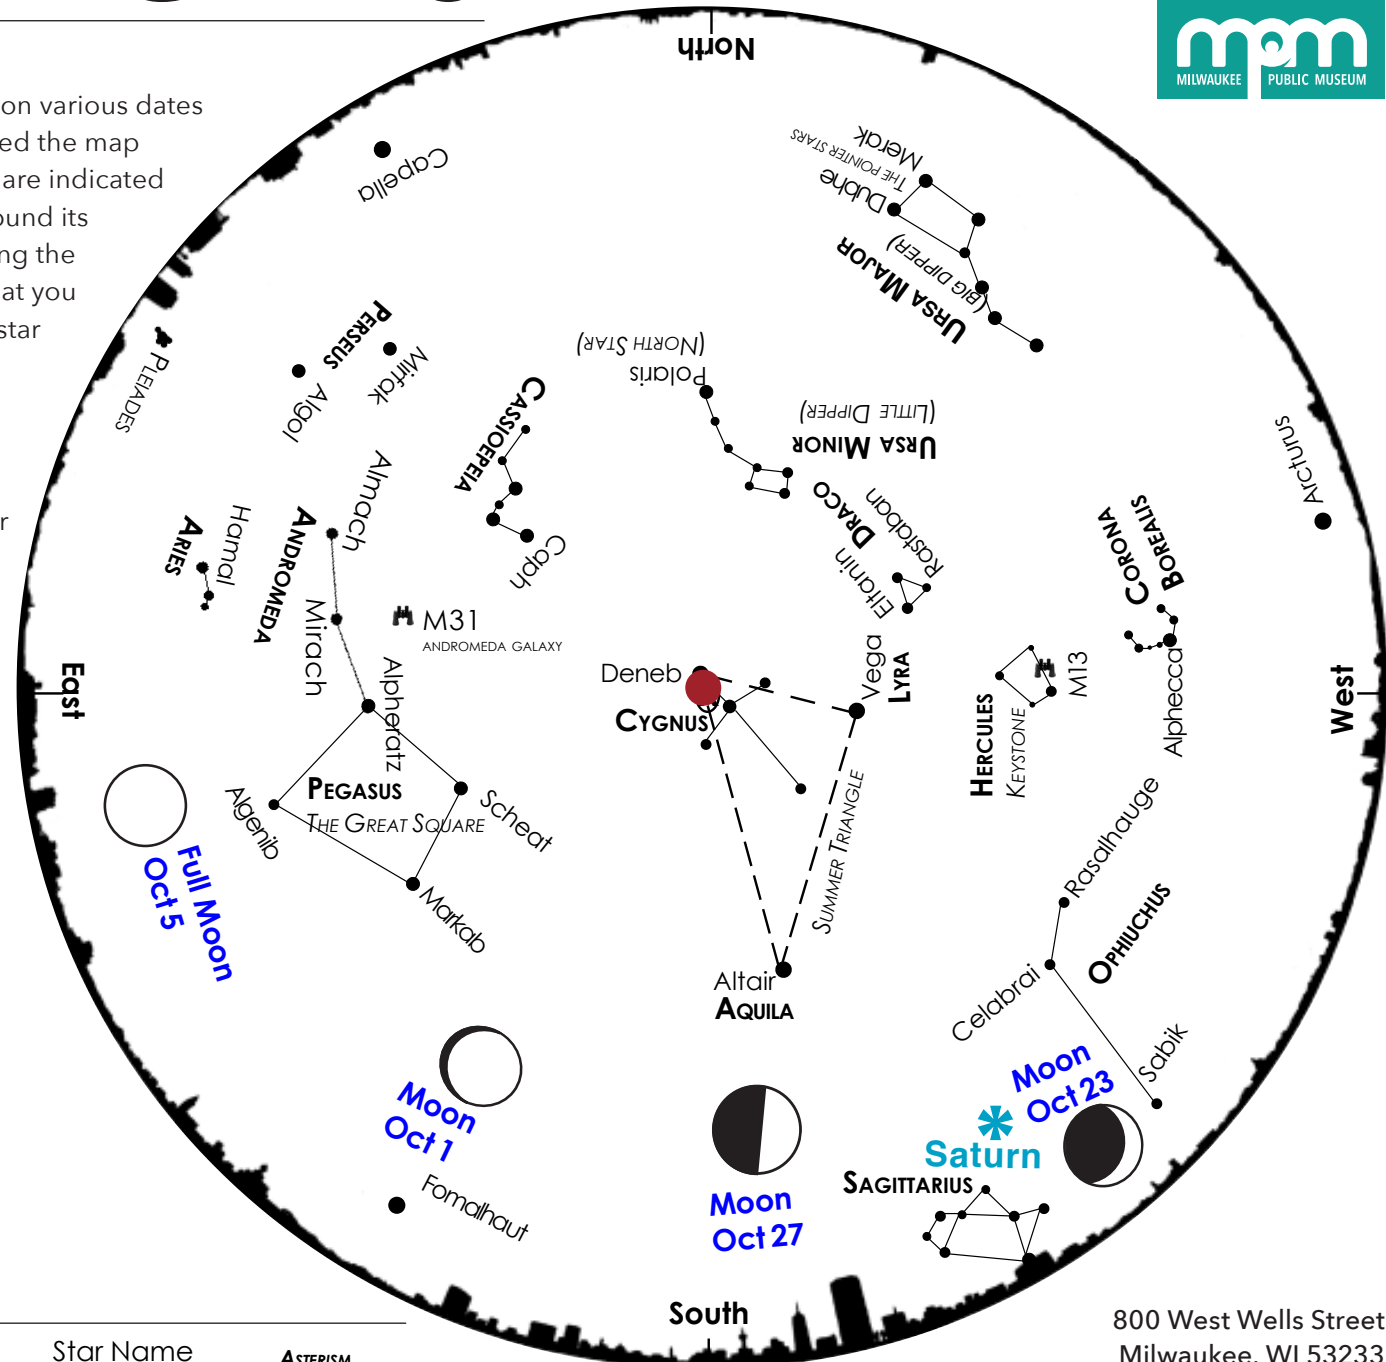 MILWAUKEE PUBLIC MUSEUM
on various dates
ed the map
are indicated
ound its
ng the
at you
star
r
North
Capella
Merak
THE POINTER STARS
Dubhe
URSA MAJOR
(BIG DIPPER)
PLEIADES
PERSEUS
Mirfak
Algol
(NORTH STAR)
Polaris
CASSIOPEIA
Caph
(LITTLE DIPPER)
URSA MINOR
DRACO
Rastaban
Eltanin
Arcturus
CORONA
BOREALIS
Alphecca
ARIES
Hamal
ANDROMEDA
Almach
Mirach
M31
ANDROMEDA GALAXY
Alpheratz
East
Deneb
CYGNUS
Vega
LYRA
HERCULES
KEYSTONE
M13
West
PEGASUS
THE GREAT SQUARE
Algenib
Scheat
Markab
Full Moon
Oct 5
SUMMER TRIANGLE
Altair
AQUILA
Rasalhauge
OPHIUCHUS
Celabrai
Sabik
Moon
Oct 1
Moon
Oct 23
Saturn
SAGITTARIUS
Fomalhaut
Moon
Oct 27
South
Star Name
ASTERISM
800 West Wells Street
Milwaukee, WI 53233